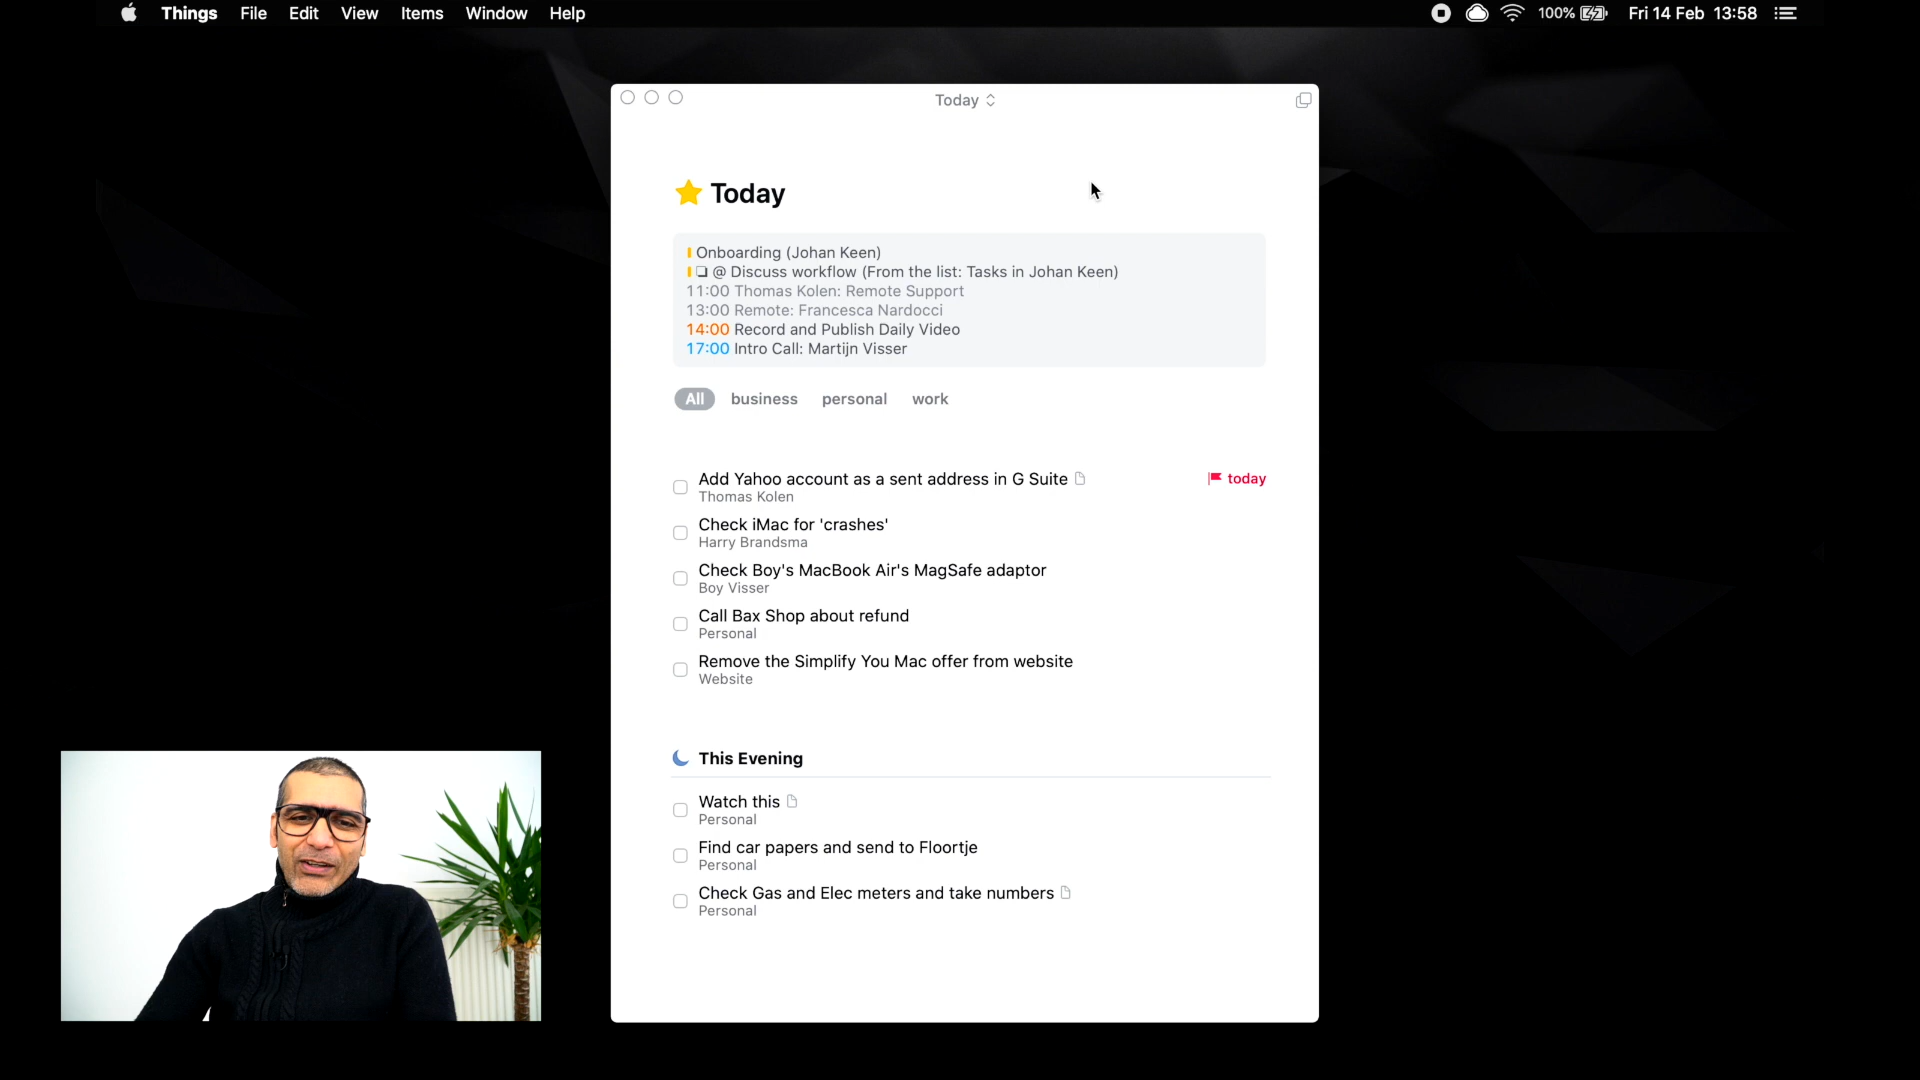 Things File Edit View Items Window Help 100% Fri 14 Feb 13:58
Today
Today
Onboarding (Johan Keen)
@ Discuss workflow (From the list: Tasks in Johan Keen)
11:00 Thomas Kolen: Remote Support
13:00 Remote: Francesca Nardocci
14:00 Record and Publish Daily Video
17:00 Intro Call: Martijn Visser
All business personal work
Add Yahoo account as a sent address in G Suite today
Thomas Kolen
Check iMac for 'crashes'
Harry Brandsma
Check Boy's MacBook Air's MagSafe adaptor
Boy Visser
Call Bax Shop about refund
Personal
Remove the Simplify You Mac offer from website
Website
This Evening
Watch this
Personal
Find car papers and send to Floortje
Personal
Check Gas and Elec meters and take numbers
Personal